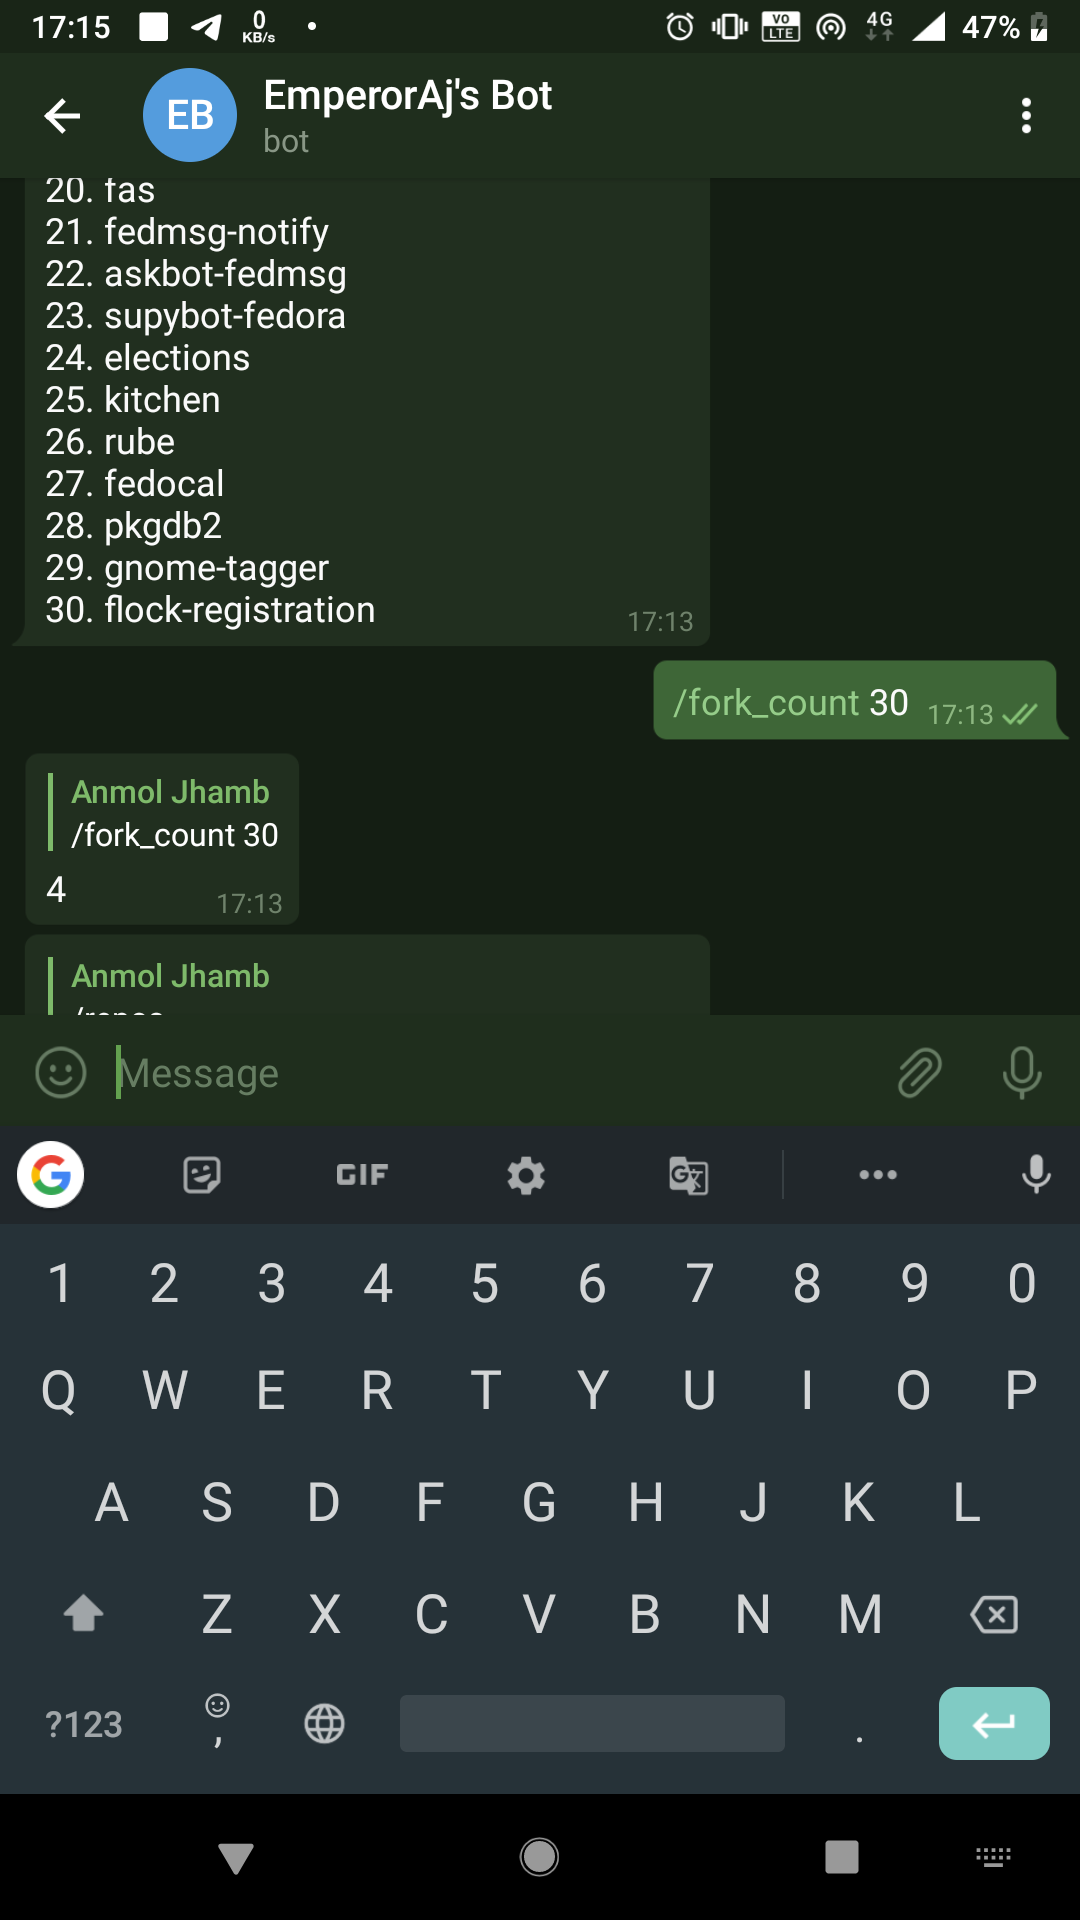 17:15 0 KB/s VO LTE 4G 47%
EB EmperorAj's Bot
bot
20. fas
21. fedmsg-notify
22. askbot-fedmsg
23. supybot-fedora
24. elections
25. kitchen
26. rube
27. fedocal
28. pkgdb2
29. gnome-tagger
30. flock-registration
17:13
/fork_count 30 17:13
Anmol Jhamb
/fork_count 30
4 17:13
Anmol Jhamb
/repos
Message
G GIF G
1 2 3 4 5 6 7 8 9 0
Q W E R T Y U I O P
A S D F G H J K L
Z X C V B N M
?123 , .